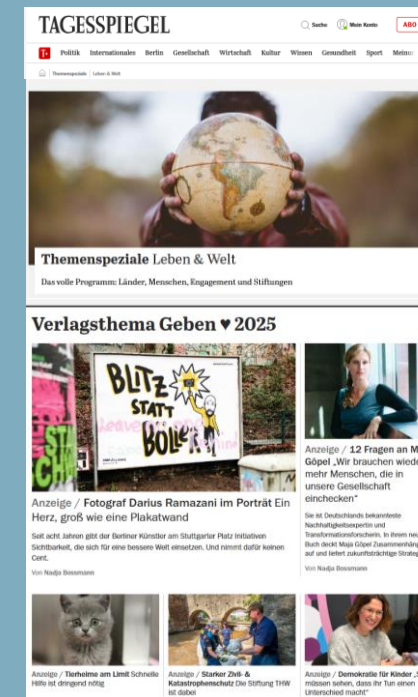 TAGESSPIEGEL
Suche Mein Konto ABO
T+ Politik Internationales Berlin Gesellschaft Wirtschaft Kultur Wissen Gesundheit Sport Meinu
Themenspeziale Leben & Welt
Themenspeziale Leben & Welt
Das volle Programm: Länder, Menschen, Engagement und Stiftungen
Verlagsthema Geben ♥ 2025
BLITZ
STATT
BÖLLER
Anzeige / Fotograf Darius Ramazani im Porträt Ein
Herz, groß wie eine Plakatwand
Seit acht Jahren gibt der Berliner Künstler am Stuttgarter Platz Initiativen
Sichtbarkeit, die sich für eine bessere Welt einsetzen. Und nimmt dafür keinen
Cent.
Von Nadja Bossmann
Anzeige / 12 Fragen an M
Göpel „Wir brauchen wiede
mehr Menschen, die in
unsere Gesellschaft
einchecken“
Sie ist Deutschlands bekannteste
Nachhaltigkeitsexpertin und
Transformationsforscherin. In ihrem neu
Buch deckt Maja Göpel Zusammenhäng
auf und liefert zukunftsträchtige Strateg
Von Nadja Bossmann
Anzeige / Tierheime am Limit Schnelle
Hilfe ist dringend nötig
Anzeige / Starker Zivil- &
Katastrophenschutz Die Stiftung THW
ist dabei
Anzeige / Demokratie für Kinder „
müssen sehen, dass ihr Tun einen
Unterschied macht“